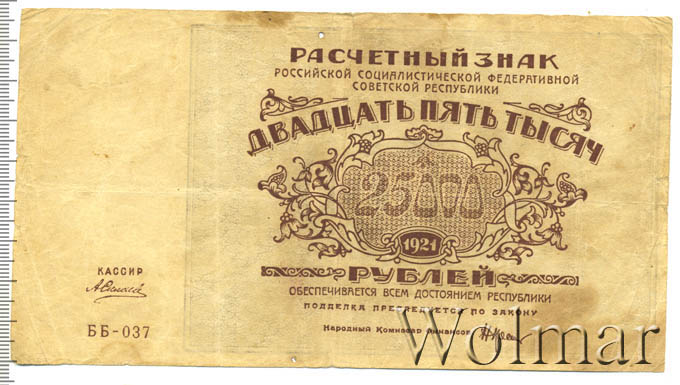 РАСЧЕТНЫЙ ЗНАК
РОССИЙСКОЙ СОЦИАЛИСТИЧЕСКОЙ ФЕДЕРАТИВНОЙ
СОВЕТСКОЙ РЕСПУБЛИКИ
ДВАДЦАТЬ ПЯТЬ ТЫСЯЧ
25000
1921
РУБЛЕЙ
ОБЕСПЕЧИВАЕТСЯ ВСЕМ ДОСТОЯНИЕМ РЕСПУБЛИКИ
ПОДДЕЛКА ПРЕСЛЕДУЕТСЯ ПО ЗАКОНУ
Народный Комиссар Финансов
КАССИР
ББ-037
Wolmar